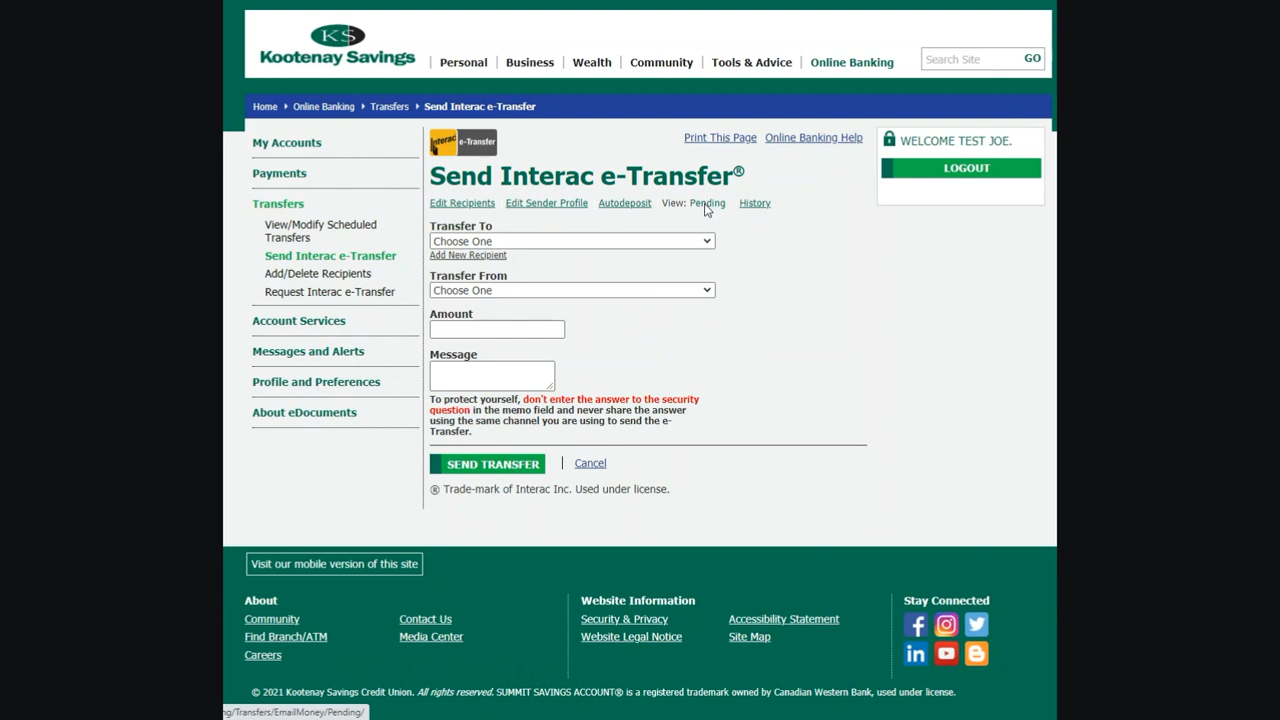 KS
Kootenay Savings
Personal
Business
Wealth
Community
Tools & Advice
Online Banking
Search Site
GO
Home
Online Banking
Transfers
Send Interac e-Transfer
My Accounts
Payments
Transfers
View/Modify Scheduled
Transfers
Send Interac e-Transfer
Add/Delete Recipients
Request Interac e-Transfer
Account Services
Messages and Alerts
Profile and Preferences
About eDocuments
Interac e-Transfer
Print This Page
Online Banking Help
Send Interac e-Transfer®
Edit Recipients
Edit Sender Profile
Autodeposit
View: Pending
History
Transfer To
Choose One
Add New Recipient
Transfer From
Choose One
Amount
Message
To protect yourself, don't enter the answer to the security
question in the memo field and never share the answer
using the same channel you are using to send the e-
Transfer.
SEND TRANSFER
Cancel
® Trade-mark of Interac Inc. Used under license.
WELCOME TEST JOE.
LOGOUT
Visit our mobile version of this site
About
Community
Find Branch/ATM
Careers
Contact Us
Media Center
Website Information
Security & Privacy
Website Legal Notice
Accessibility Statement
Site Map
Stay Connected
© 2021 Kootenay Savings Credit Union. All rights reserved. SUMMIT SAVINGS ACCOUNT® is a registered trademark owned by Canadian Western Bank, used under license.
ng/Transfers/EmailMoney/Pending/